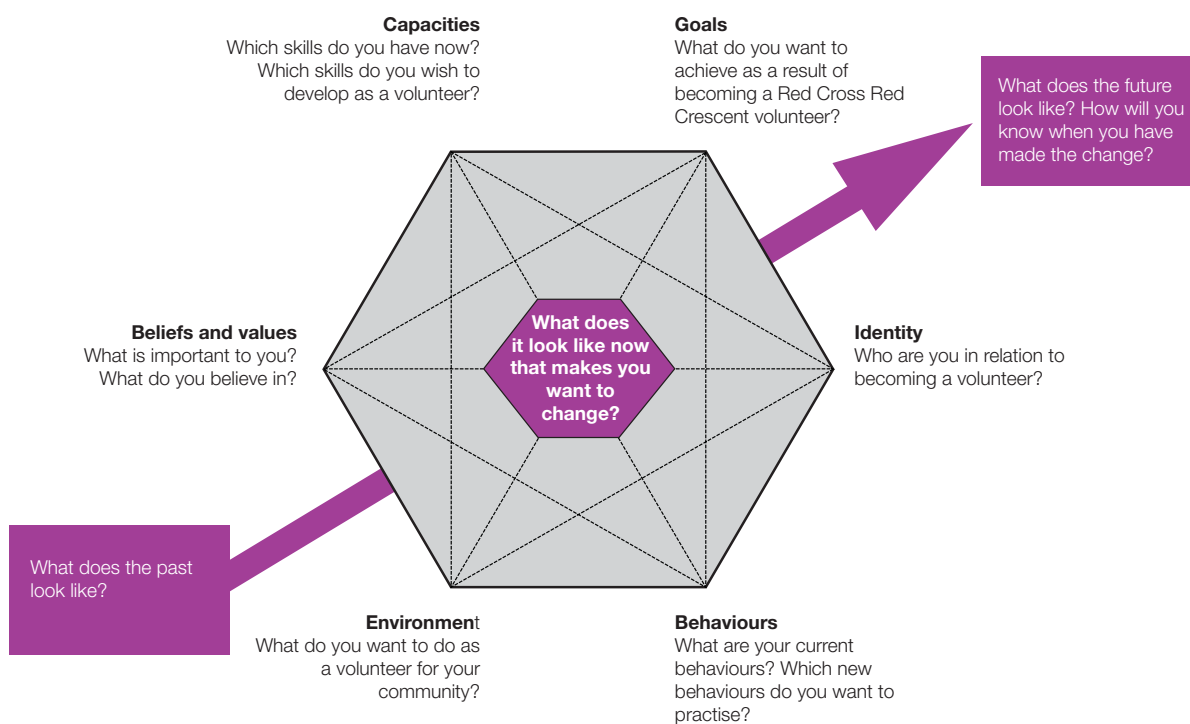 Capacities
Which skills do you have now?
Which skills do you wish to
develop as a volunteer?
Goals
What do you want to
achieve as a result of
becoming a Red Cross Red
Crescent volunteer?
What does the future
look like? How will you
know when you have
made the change?
Beliefs and values
What is important to you?
What do you believe in?
What does
it look like now
that makes you
want to
change?
Identity
Who are you in relation to
becoming a volunteer?
What does the past
look like?
Environment
What do you want to do as
a volunteer for your
community?
Behaviours
What are your current
behaviours? Which new
behaviours do you want to
practise?